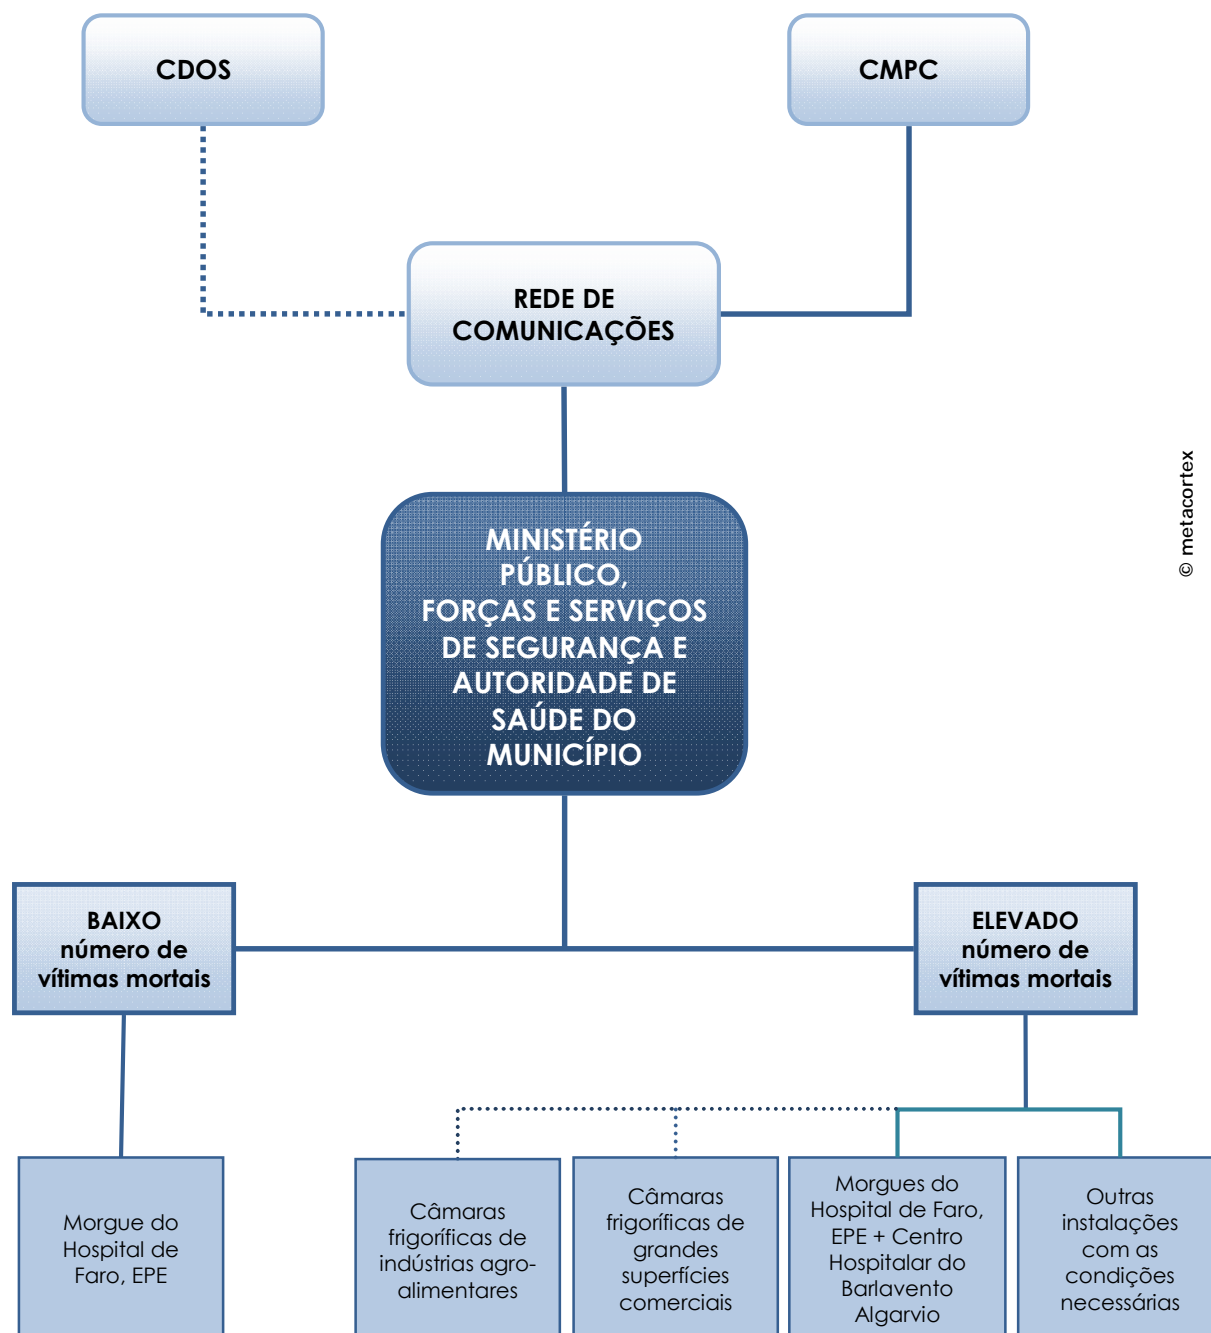 CDOS
CMPC
REDE DE
COMUNICAÇÕES
© metacortex
MINISTÉRIO
PÚBLICO,
FORÇAS E SERVIÇOS
DE SEGURANÇA E
AUTORIDADE DE
SAÚDE DO
MUNICÍPIO
BAIXO
número de
vítimas mortais
ELEVADO
número de
vítimas mortais
Morgue do
Hospital de
Faro, EPE
Câmaras
frigoríficas de
indústrias agro-
alimentares
Câmaras
frigoríficas de
grandes
superfícies
comerciais
Morgues do
Hospital de Faro,
EPE + Centro
Hospitalar do
Barlavento
Algarvio
Outras
instalações
com as
condições
necessárias